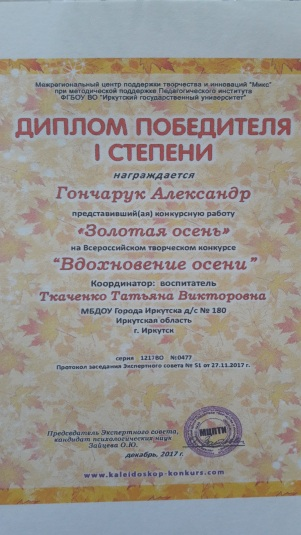 Межрегиональный центр поддержки творчества и инноваций "Микс"
при методической поддержке Педагогического института
ФГБОУ ВО "Иркутский государственный университет"
ДИПЛОМ ПОБЕДИТЕЛЯ
I СТЕПЕНИ
награждается
Гончарук Александр
представивший(ая) конкурсную работу
«Золотая осень»
на Всероссийском творческом конкурсе
"Вдохновение осени"
Координатор: воспитатель
Ткаченко Татьяна Викторовна
МБДОУ Города Иркутска д/с № 180
Иркутская область
г. Иркутск
серия : 1217ВО №0477
Протокол заседания Экспертного совета № 51 от 27.11.2017 г.
Председатель Экспертного совета,
кандидат психологических наук
Зайцева О.Ю.
декабрь, 2017 г.
МЦПТИ
www.kaleidoskop-konkurs.com